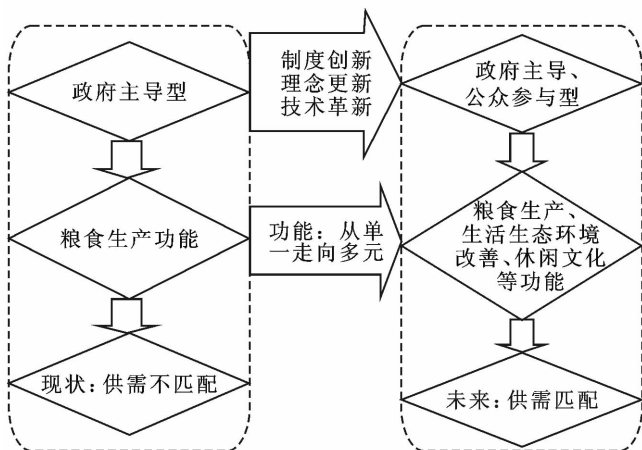 政府主导型
制度创新
理念更新
技术革新
政府主导、
公众参与型
粮食生产功能
功能：从单
一走向多元
粮食生产、
生活生态环境
改善、休闲文化
等功能
现状：供需不匹配
未来：供需匹配